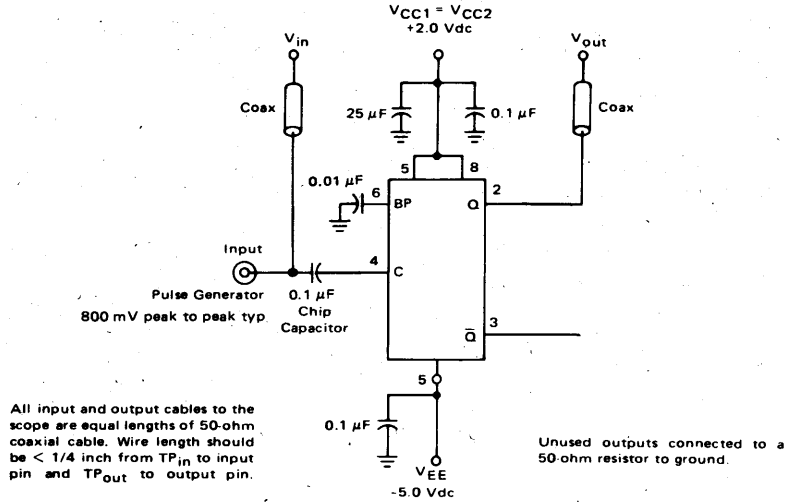 VCC1 = VCC2
+2.0 Vdc
Vin
Vout
Coax
25 µF
0.1 µF
Coax
5
8
0.01 µF
6
BP
2
Q
Input
4
C
Pulse Generator
800 mV peak to peak typ
0.1 µF
Chip
Capacitor
Q̅
3
5
0.1 µF
VEE
-5.0 Vdc
All input and output cables to the
scope are equal lengths of 50-ohm
coaxial cable. Wire length should
be < 1/4 inch from TPin to input
pin and TPout to output pin.
Unused outputs connected to a
50-ohm resistor to ground.